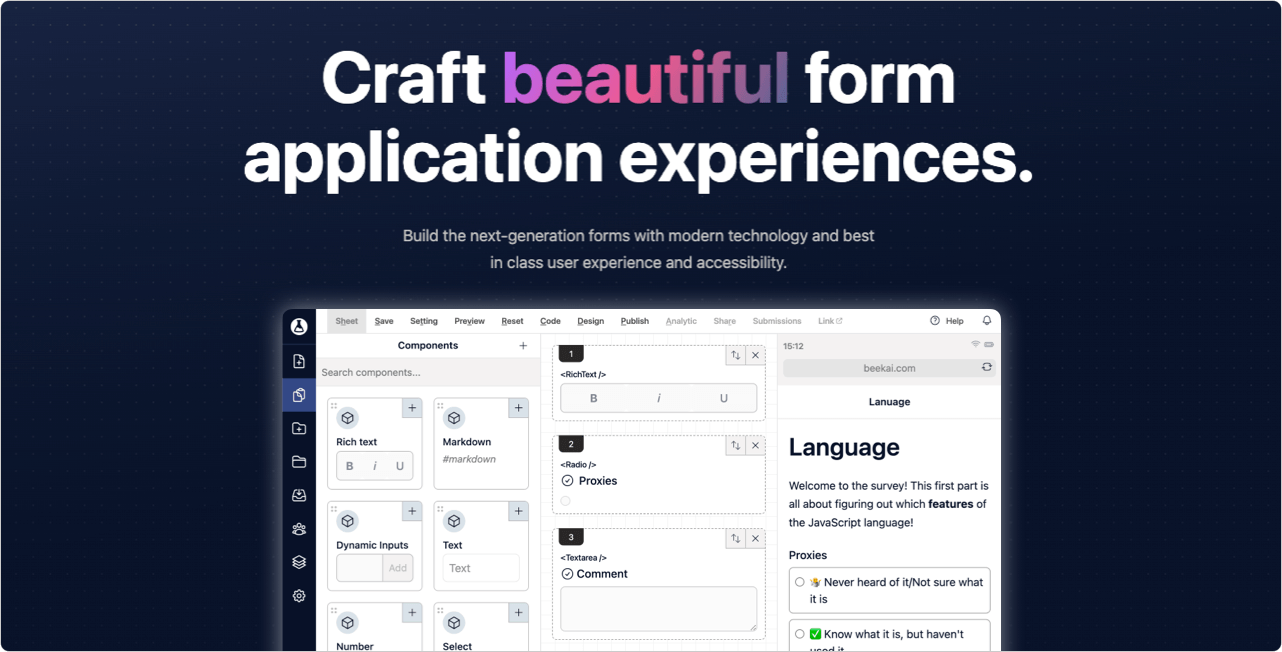 Craft beautiful form
application experiences.
Build the next-generation forms with modern technology and best
in class user experience and accessibility.
Sheet Save Setting Preview Reset Code Design Publish Analytic Share Submissions Link Help
Components
Search components...
Rich text
B i U
Markdown
#markdown
Dynamic Inputs
Add
Text
Text
Number
Select
1
<RichText />
B i U
2
<Radio />
Proxies
3
<Textarea />
Comment
15:12
beekai.com
Lanuage
Language
Welcome to the survey! This first part is
all about figuring out which features of
the JavaScript language!
Proxies
Never heard of it/Not sure what
it is
Know what it is, but haven't
used it